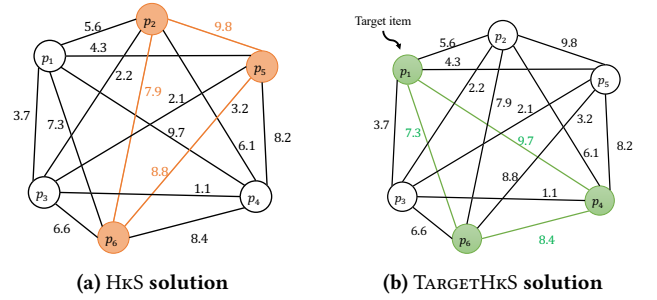 Target item
5.6
p2
9.8
p1
4.3
p5
2.2
7.9
2.1
3.2
3.7
7.3
9.7
8.2
6.1
8.8
p3
1.1
p4
6.6
p6
8.4
(a) HkS solution
5.6
p2
9.8
p1
4.3
p5
2.2
7.9
2.1
3.2
3.7
7.3
9.7
8.2
6.1
8.8
p3
1.1
p4
6.6
p6
8.4
(b) TARGETHkS solution